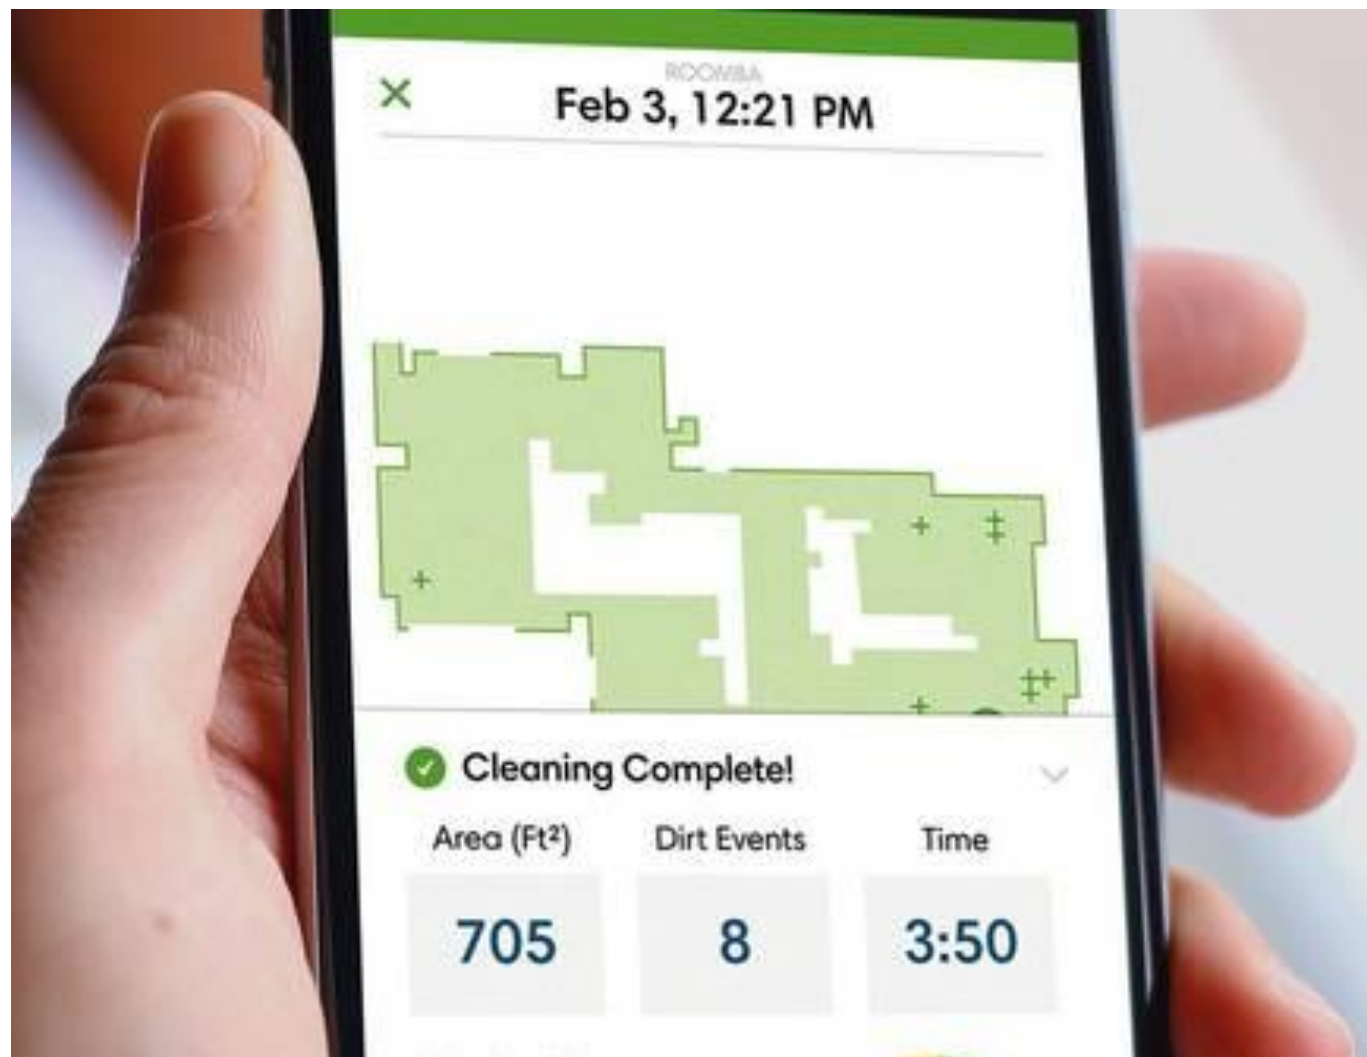 ROOMBA
Feb 3, 12:21 PM
Cleaning Complete!
Area (Ft²) Dirt Events Time
705 8 3:50